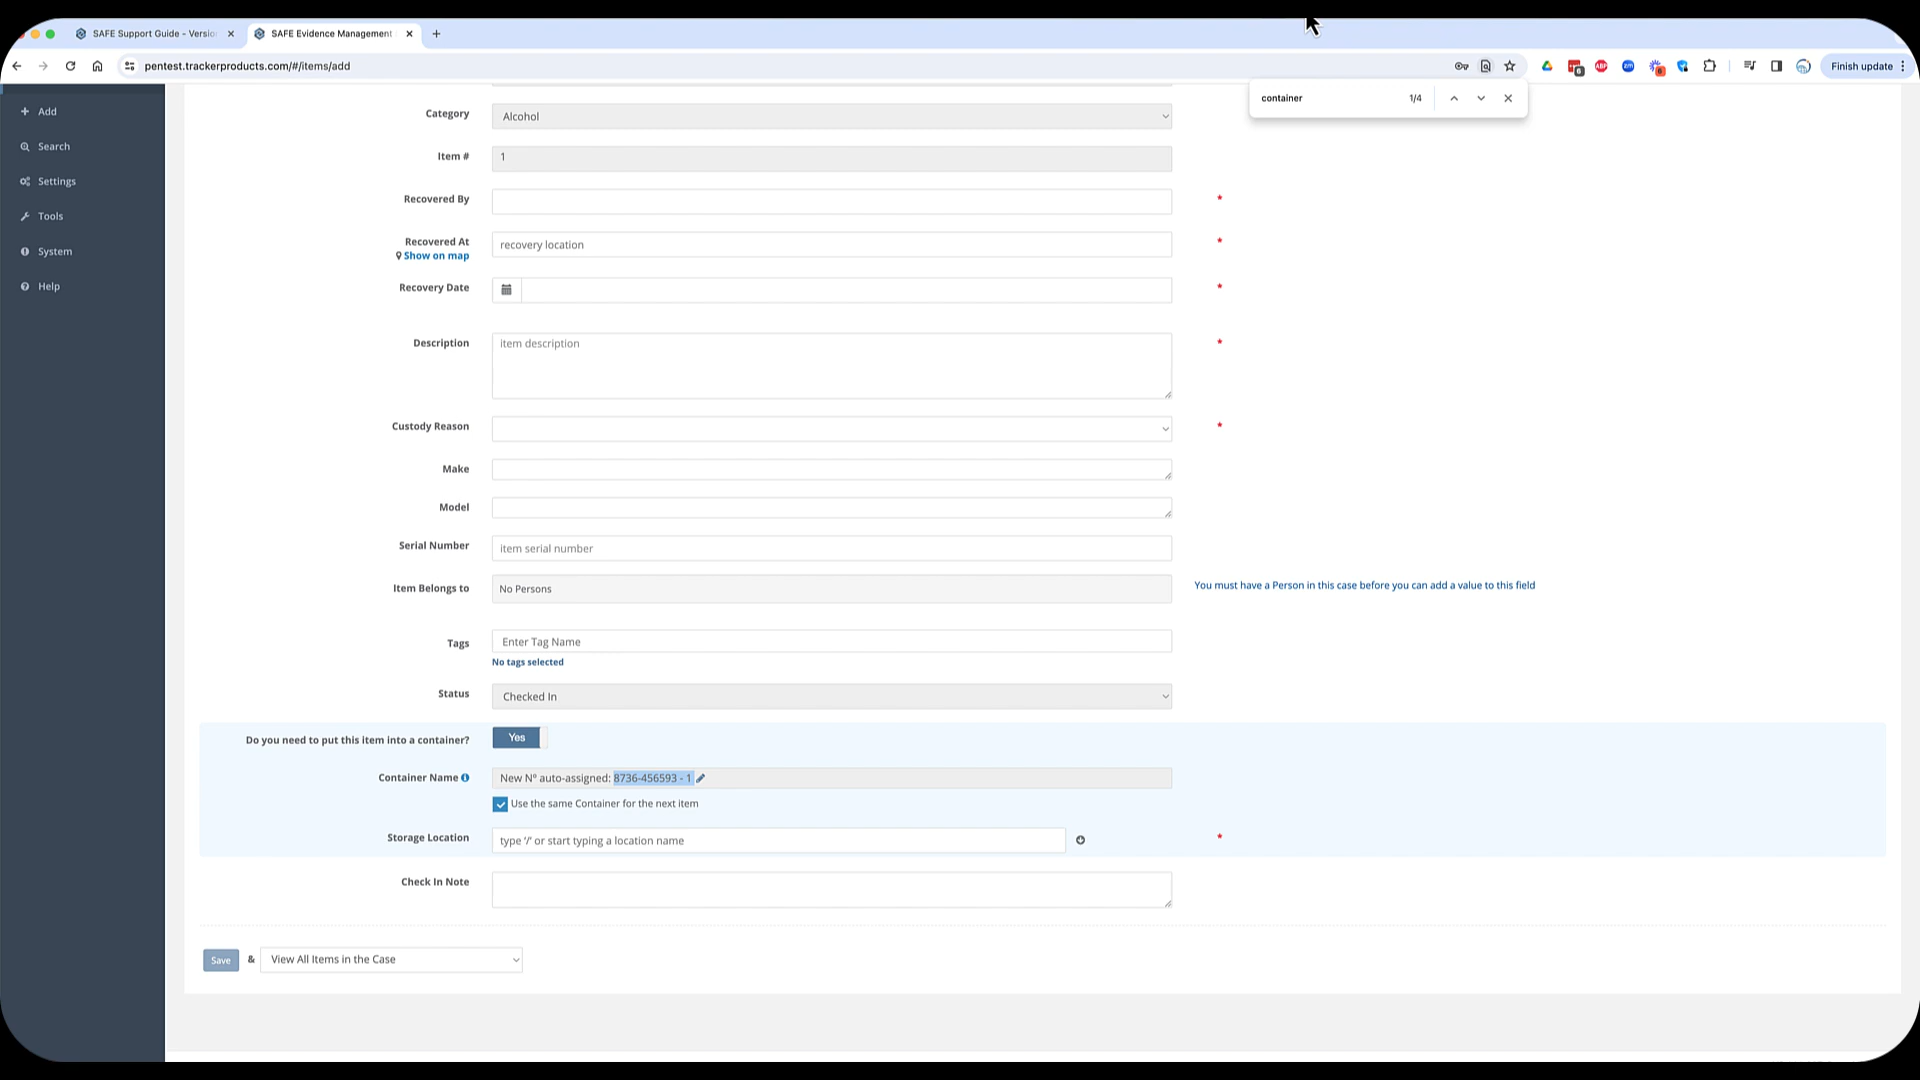 SAFE Support Guide - Versio
SAFE Evidence Management
pentest.trackerproducts.com/#/items/add
Finish update
container
1/4
Add
Search
Settings
Tools
System
Help
Category
Alcohol
Item #
1
Recovered By
*
Recovered At
recovery location
*
Show on map
Recovery Date
*
Description
item description
*
Custody Reason
*
Make
Model
Serial Number
item serial number
Item Belongs to
No Persons
You must have a Person in this case before you can add a value to this field
Tags
Enter Tag Name
No tags selected
Status
Checked In
Do you need to put this item into a container?
Yes
Container Name
New N° auto-assigned: 8736-456593 - 1
Use the same Container for the next item
Storage Location
type '/' or start typing a location name
*
Check In Note
Save
&
View All Items in the Case